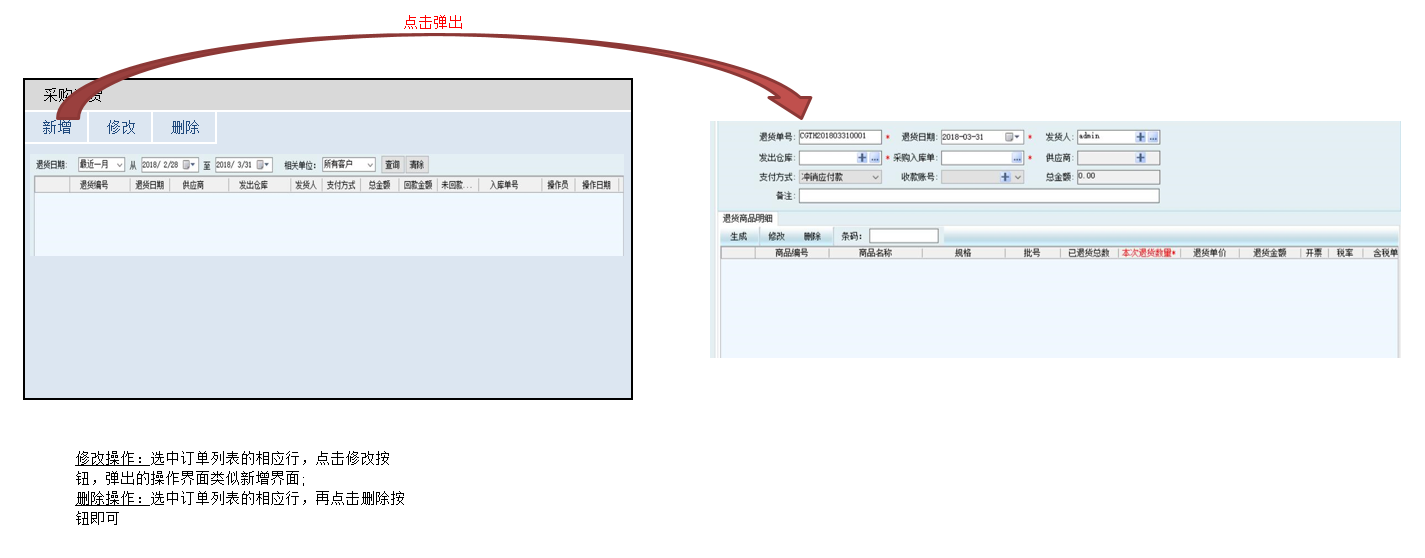 点击弹出
采购退货
新增 修改 删除
退货日期: 最近一月 从 2018/ 2/28 至 2018/ 3/31 相关单位: 所有客户 查询 清除
退货编号 退货日期 供应商 发出仓库 发货人 支付方式 总金额 回款金额 未回款... 入库单号 操作员 操作日期
退货单号: CGTH201803310001 * 退货日期: 2018-03-31 * 发货人: admin
发出仓库: * 采购入库单: * 供应商:
支付方式: 冲销应付款 收款账号: 总金额: 0.00
备注:
退货商品明细
生成 修改 删除 条码:
商品编号 商品名称 规格 批号 已退货总数 本次退货数量* 退货单价 退货金额 开票 税率 含税单
修改操作：选中订单列表的相应行，点击修改按
钮，弹出的操作界面类似新增界面;
删除操作：选中订单列表的相应行，再点击删除按
钮即可